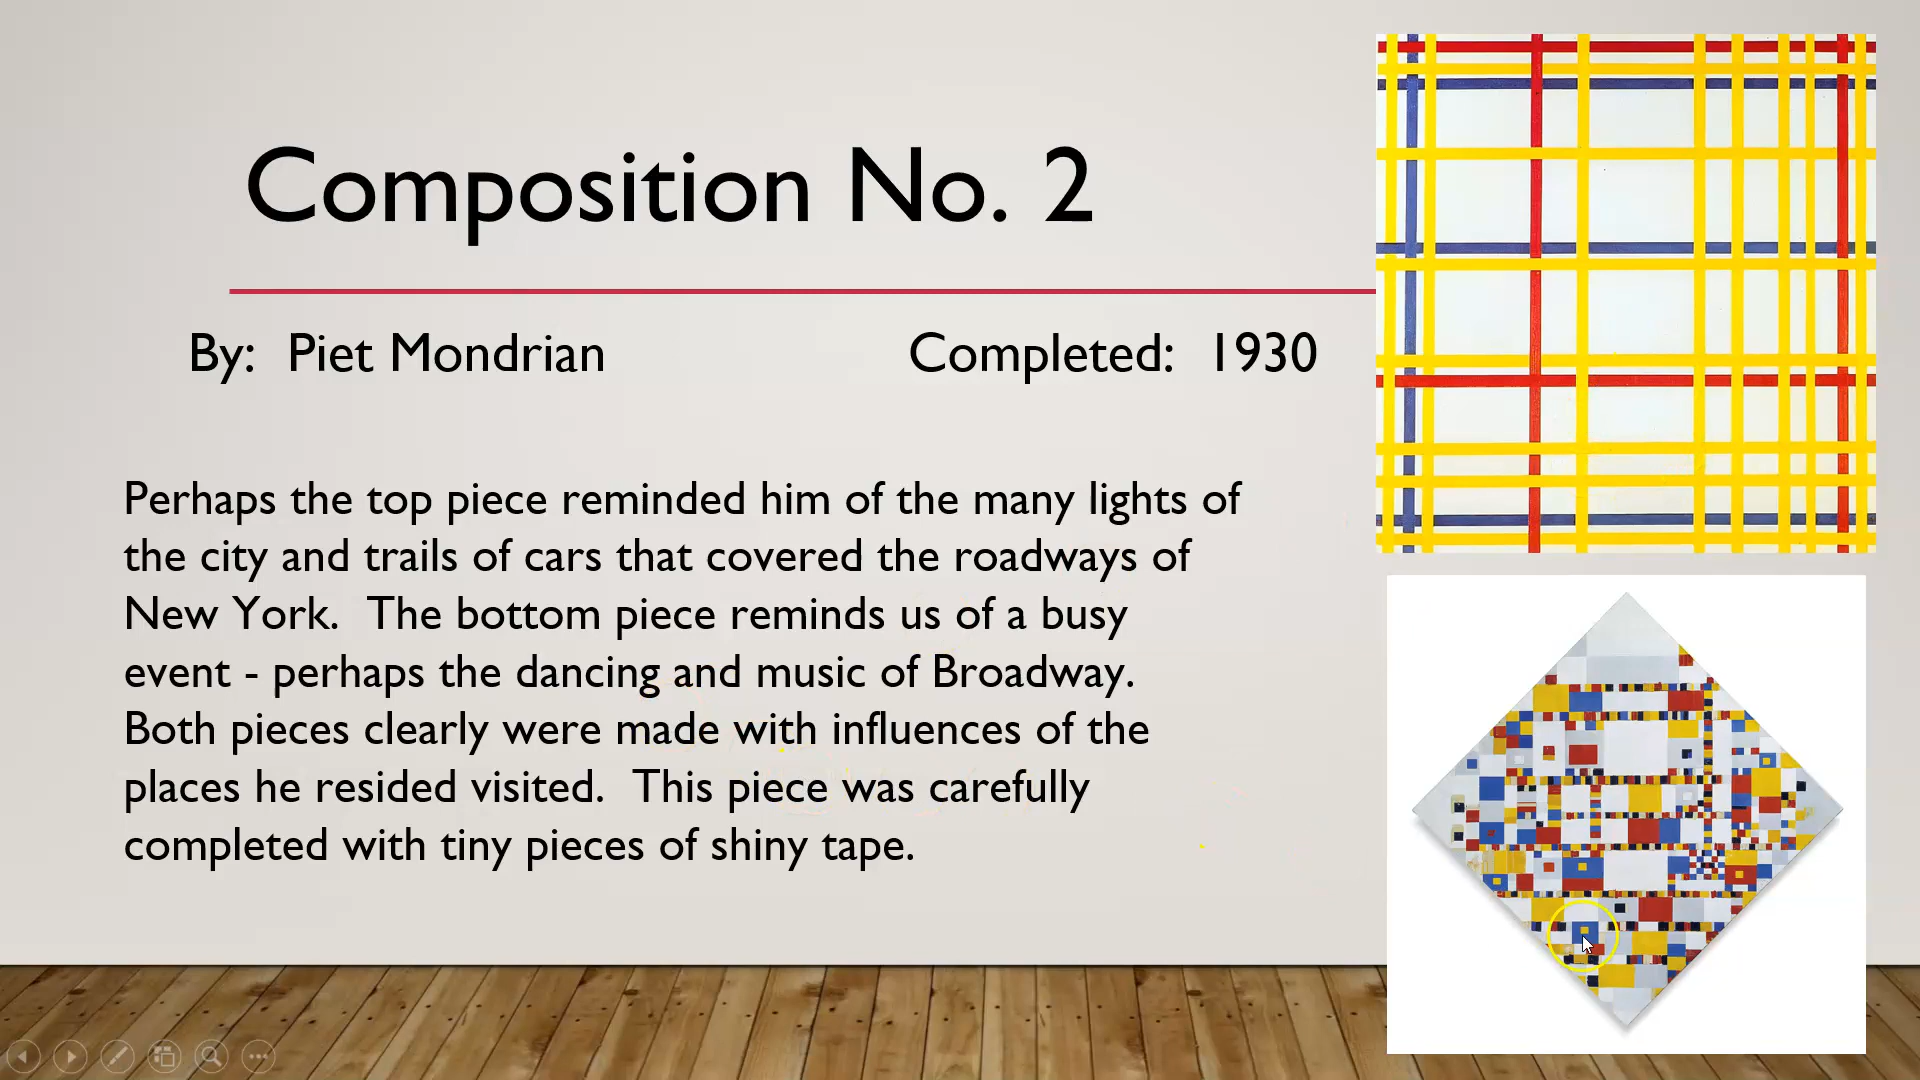 Composition No. 2
By: Piet Mondrian Completed: 1930
Perhaps the top piece reminded him of the many lights of
the city and trails of cars that covered the roadways of
New York. The bottom piece reminds us of a busy
event - perhaps the dancing and music of Broadway.
Both pieces clearly were made with influences of the
places he resided visited. This piece was carefully
completed with tiny pieces of shiny tape.